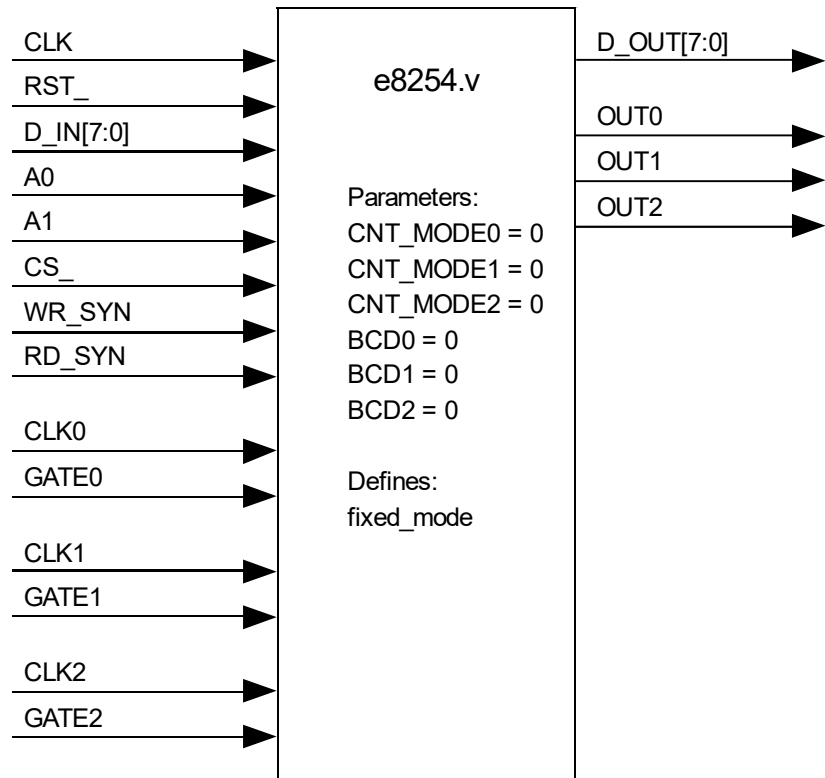 CLK
RST_
D_IN[7:0]
A0
A1
CS_
WR_SYN
RD_SYN
CLK0
GATE0
CLK1
GATE1
CLK2
GATE2
e8254.v
Parameters:
CNT_MODE0 = 0
CNT_MODE1 = 0
CNT_MODE2 = 0
BCD0 = 0
BCD1 = 0
BCD2 = 0
Defines:
fixed_mode
D_OUT[7:0]
OUT0
OUT1
OUT2